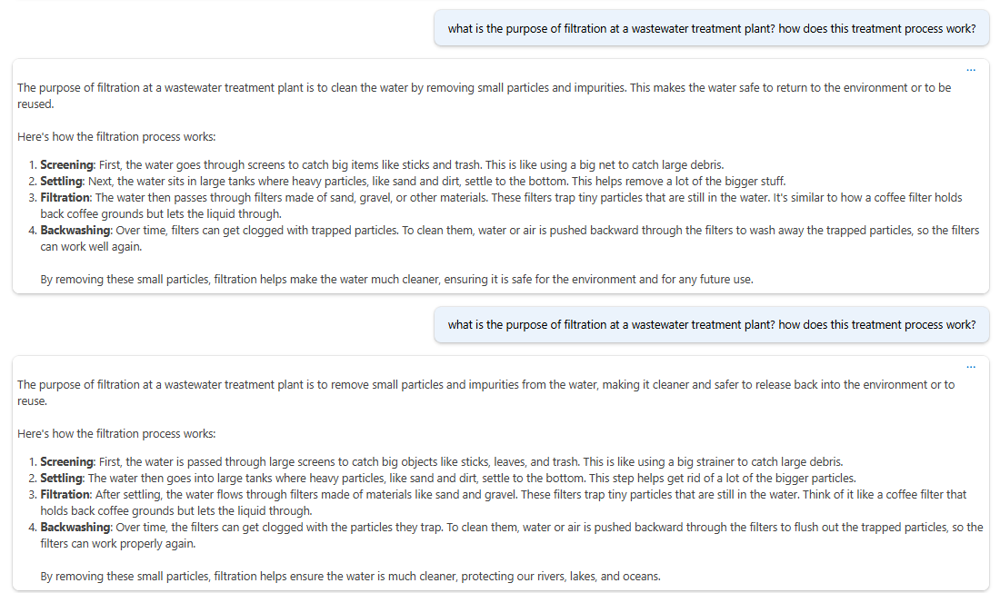 what is the purpose of filtration at a wastewater treatment plant? how does this treatment process work?
...
The purpose of filtration at a wastewater treatment plant is to clean the water by removing small particles and impurities. This makes the water safe to return to the environment or to be
reused.
Here's how the filtration process works:
1. Screening: First, the water goes through screens to catch big items like sticks and trash. This is like using a big net to catch large debris.
2. Settling: Next, the water sits in large tanks where heavy particles, like sand and dirt, settle to the bottom. This helps remove a lot of the bigger stuff.
3. Filtration: The water then passes through filters made of sand, gravel, or other materials. These filters trap tiny particles that are still in the water. It's similar to how a coffee filter holds
back coffee grounds but lets the liquid through.
4. Backwashing: Over time, filters can get clogged with trapped particles. To clean them, water or air is pushed backward through the filters to wash away the trapped particles, so the filters
can work well again.
By removing these small particles, filtration helps make the water much cleaner, ensuring it is safe for the environment and for any future use.
what is the purpose of filtration at a wastewater treatment plant? how does this treatment process work?
...
The purpose of filtration at a wastewater treatment plant is to remove small particles and impurities from the water, making it cleaner and safer to release back into the environment or to
reuse.
Here's how the filtration process works:
1. Screening: First, the water is passed through large screens to catch big objects like sticks, leaves, and trash. This is like using a big strainer to catch large debris.
2. Settling: The water then goes into large tanks where heavy particles, like sand and dirt, settle to the bottom. This step helps get rid of a lot of the bigger particles.
3. Filtration: After settling, the water flows through filters made of materials like sand and gravel. These filters trap tiny particles that are still in the water. Think of it like a coffee filter that
holds back coffee grounds but lets the liquid through.
4. Backwashing: Over time, the filters can get clogged with the particles they trap. To clean them, water or air is pushed backward through the filters to flush out the trapped particles, so the
filters can work properly again.
By removing these small particles, filtration helps ensure the water is much cleaner, protecting our rivers, lakes, and oceans.